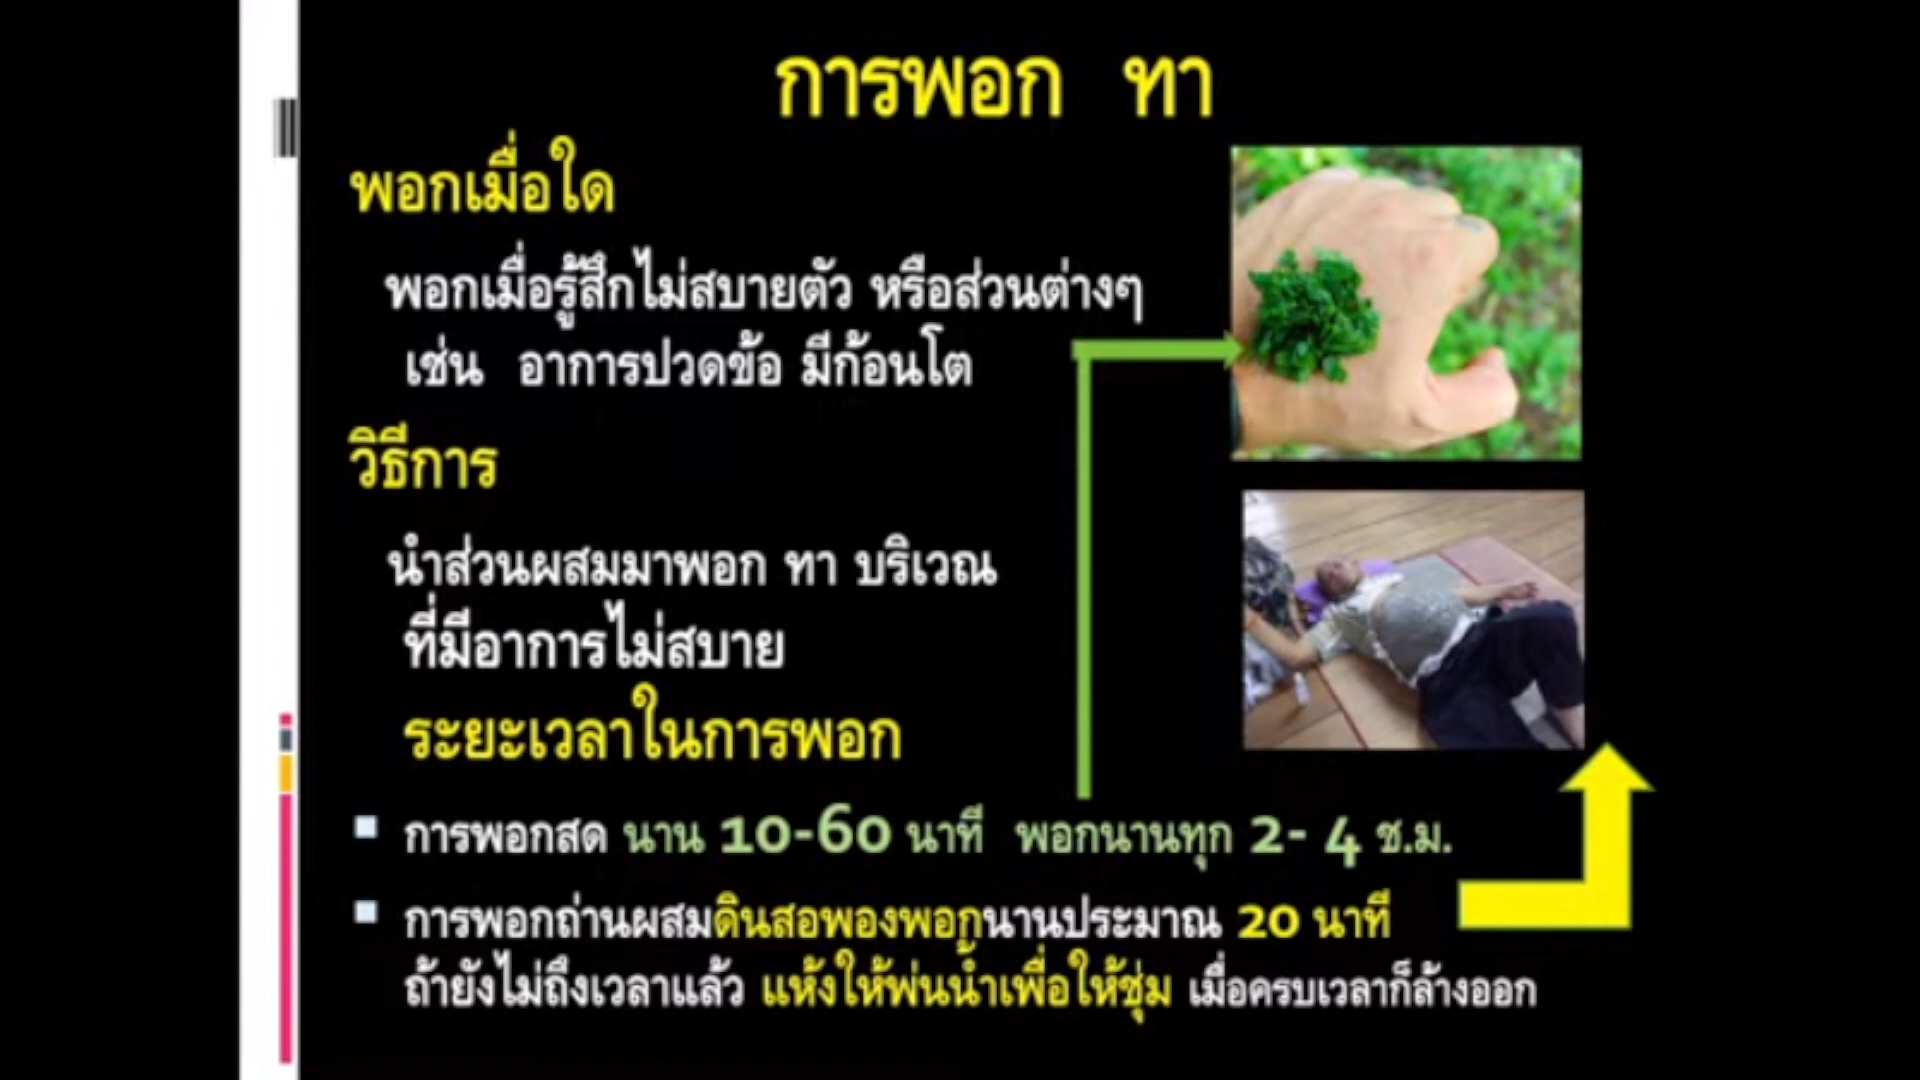 การพอก ทา
พอกเมื่อใด
พอกเมื่อรู้สึกไม่สบายตัว หรือส่วนต่างๆ
เช่น อาการปวดข้อ มีก้อนโต
วิธีการ
นำส่วนผสมมาพอก ทา บริเวณ
ที่มีอาการไม่สบาย
ระยะเวลาในการพอก
การพอกสด นาน 10-60 นาที พอกนานทุก 2- 4 ช.ม.
การพอกถ่านผสมดินสอพองพอกนานประมาณ 20 นาที
ถ้ายังไม่ถึงเวลาแล้ว แห้งให้พ่นน้ำเพื่อให้ชุ่ม เมื่อครบเวลาก็ล้างออก